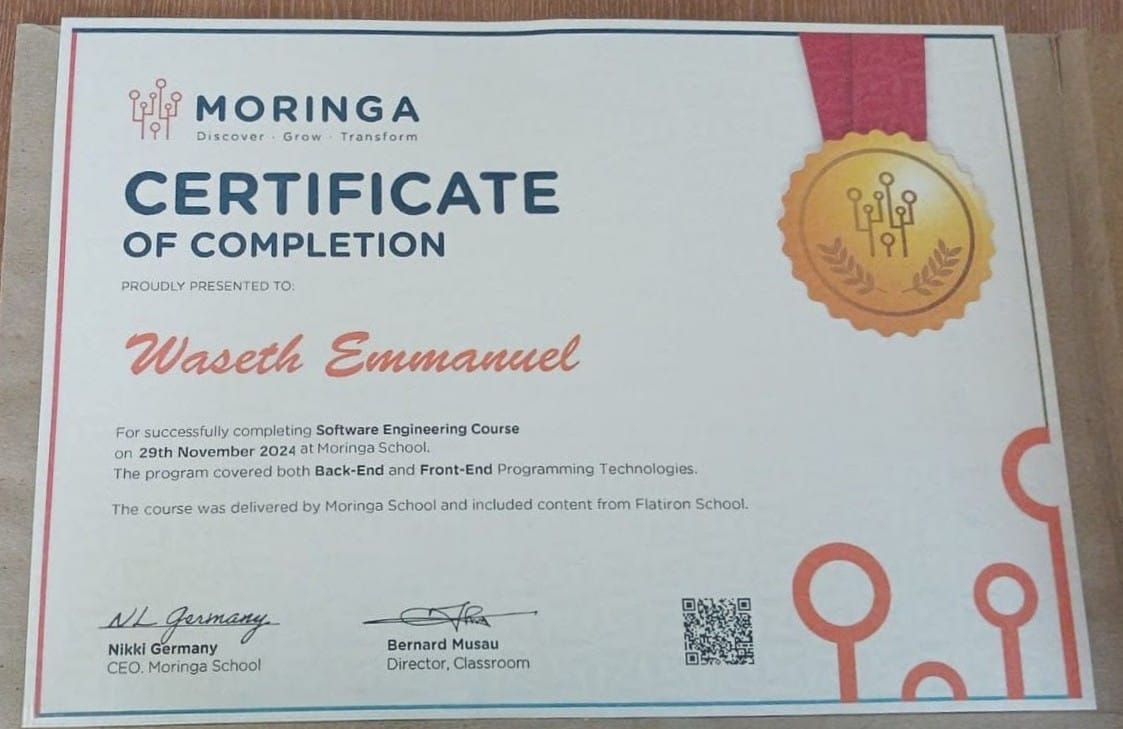 MORINGA
Discover · Grow · Transform
CERTIFICATE
OF COMPLETION
PROUDLY PRESENTED TO:
Waseth Emmanuel
For successfully completing Software Engineering Course
on 29th November 2024 at Moringa School.
The program covered both Back-End and Front-End Programming Technologies.
The course was delivered by Moringa School and included content from Flatiron School.
NL Germany
Nikki Germany
CEO. Moringa School
Bernard Musau
Director, Classroom